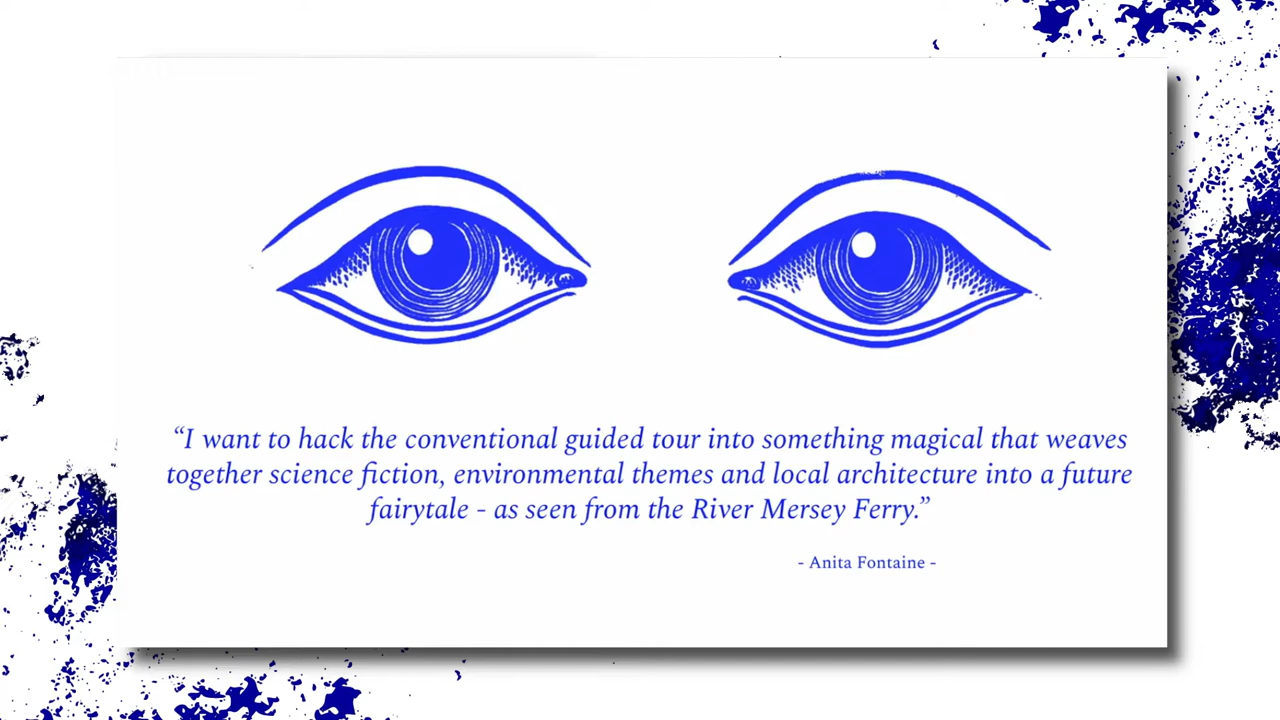 “I want to hack the conventional guided tour into something magical that weaves
together science fiction, environmental themes and local architecture into a future
fairytale - as seen from the River Mersey Ferry.”
- Anita Fontaine -